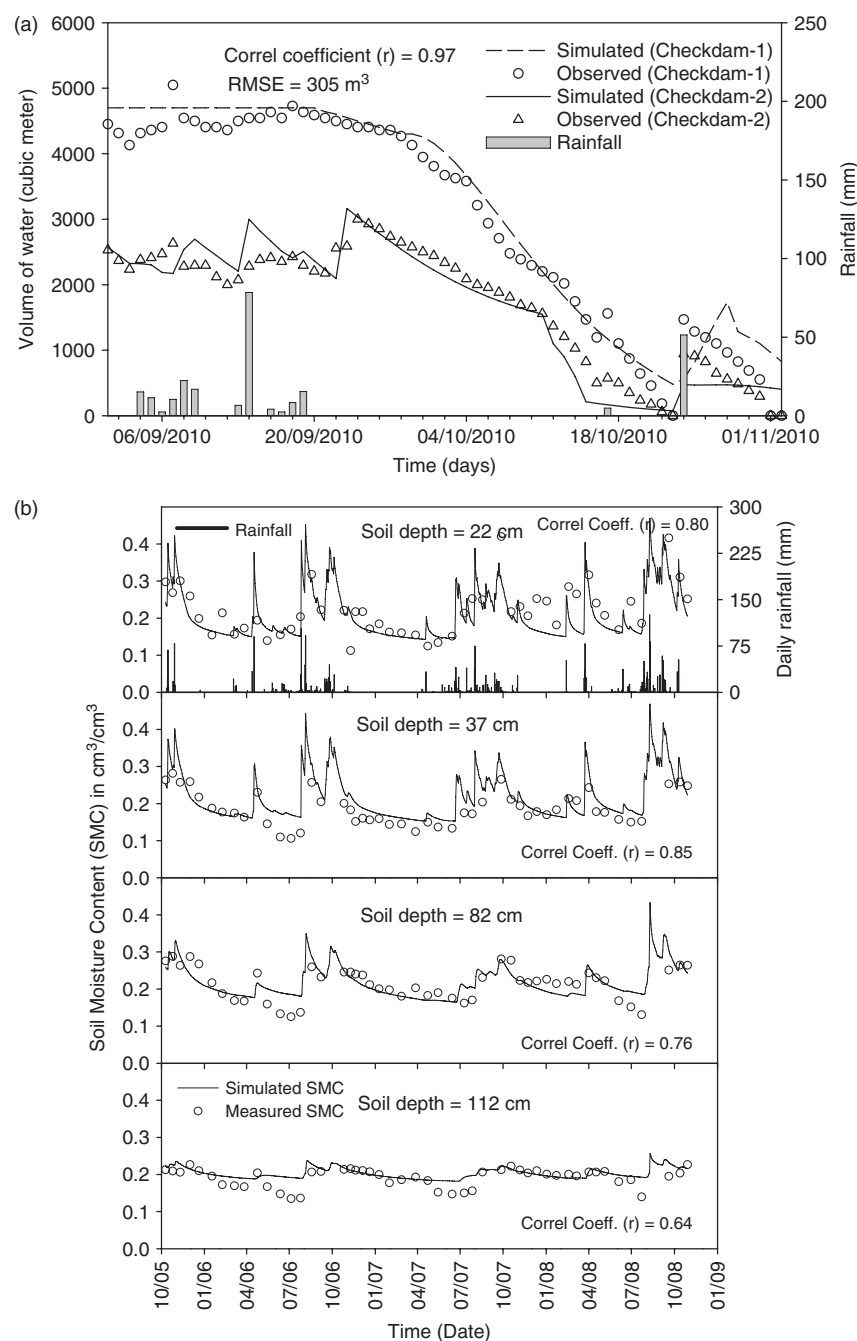 (a)
6000
5000
4000
3000
2000
1000
0
Volume of water (cubic meter)
Correl coefficient (r) = 0.97
RMSE = 305 m³
Simulated (Checkdam-1)
Observed (Checkdam-1)
Simulated (Checkdam-2)
Observed (Checkdam-2)
Rainfall
250
200
150
100
50
0
Rainfall (mm)
06/09/2010
20/09/2010
04/10/2010
18/10/2010
01/11/2010
Time (days)
(b)
Rainfall
Soil depth = 22 cm
Correl Coeff. (r) = 0.80
0.4
0.3
0.2
0.1
0.0
300
225
150
75
0
Daily rainfall (mm)
Soil depth = 37 cm
0.4
0.3
0.2
0.1
0.0
Correl Coeff. (r) = 0.85
Soil Moisture Content (SMC) in cm³/cm³
Soil depth = 82 cm
0.4
0.3
0.2
0.1
0.0
Correl Coeff. (r) = 0.76
Simulated SMC
Measured SMC
Soil depth = 112 cm
0.4
0.3
0.2
0.1
0.0
Correl Coeff. (r) = 0.64
10/05
01/06
04/06
07/06
10/06
01/07
04/07
07/07
10/07
01/08
04/08
07/08
10/08
01/09
Time (Date)